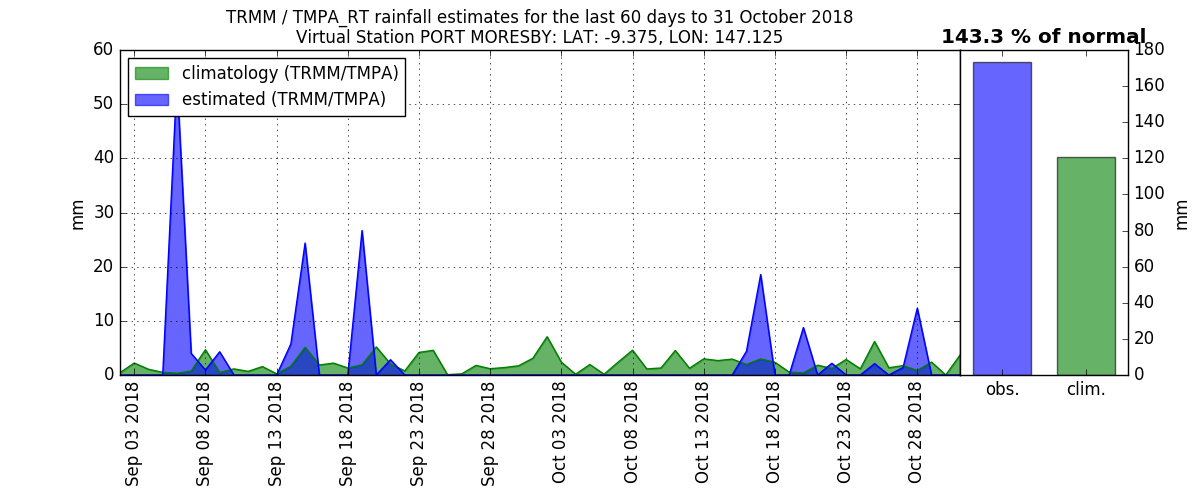 TRMM / TMPA_RT rainfall estimates for the last 60 days to 31 October 2018
Virtual Station PORT MORESBY: LAT: -9.375, LON: 147.125
143.3 % of normal
climatology (TRMM/TMPA)
estimated (TRMM/TMPA)
60
50
40
30
20
10
0
mm
Sep 03 2018
Sep 08 2018
Sep 13 2018
Sep 18 2018
Sep 23 2018
Sep 28 2018
Oct 03 2018
Oct 08 2018
Oct 13 2018
Oct 18 2018
Oct 23 2018
Oct 28 2018
obs.
clim.
180
160
140
120
100
80
60
40
20
0
mm